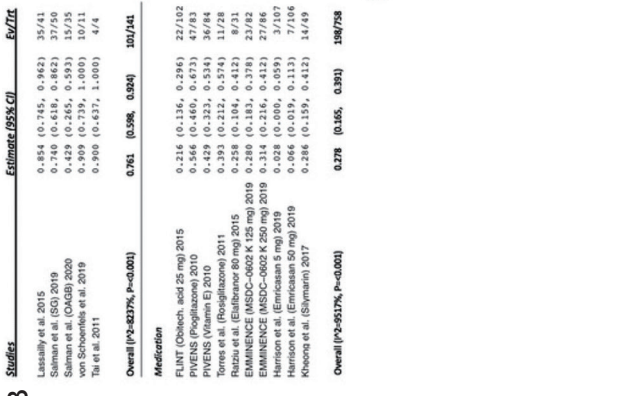 B
Studies Estimate (95% CI) Ev/Trt
Lassailly et al. 2015 0.854 (0.745, 0.962) 35/41
Salman et al. (SG) 2019 0.740 (0.618, 0.862) 37/50
Salman et al. (OAGB) 2020 0.429 (0.265, 0.593) 15/35
von Schoenfels et al. 2019 0.909 (0.739, 1.000) 10/11
Tai et al. 2011 0.900 (0.637, 1.000) 4/4
Overall (I^2=8237%, P=<0.001) 0.761 (0.598, 0.924) 101/141
Medication
FLINT (Obitech. acid 25 mg) 2015 0.216 (0.136, 0.296) 22/102
PIVENS (Pioglitazone) 2010 0.566 (0.460, 0.673) 47/83
PIVENS (Vitamin E) 2010 0.429 (0.323, 0.534) 36/84
Torres et al. (Rosiglitazone) 2011 0.393 (0.212, 0.574) 11/28
Ratziu et al. (Elafibranor 80 mg) 2015 0.258 (0.104, 0.412) 8/31
EMMINENCE (MSDC-0602 K 125 mg) 2019 0.280 (0.183, 0.378) 23/82
EMMINENCE (MSDC-0602 K 250 mg) 2019 0.314 (0.216, 0.412) 27/86
Harrison et al. (Emricasan 5 mg) 2019 0.028 (0.000, 0.059) 3/107
Harrison et al. (Emricasan 50 mg) 2019 0.066 (0.019, 0.113) 7/106
Kheong et al. (Silymarin) 2017 0.286 (0.159, 0.412) 14/49
Overall (I^2=9517%, P=<0.001) 0.278 (0.165, 0.391) 198/758